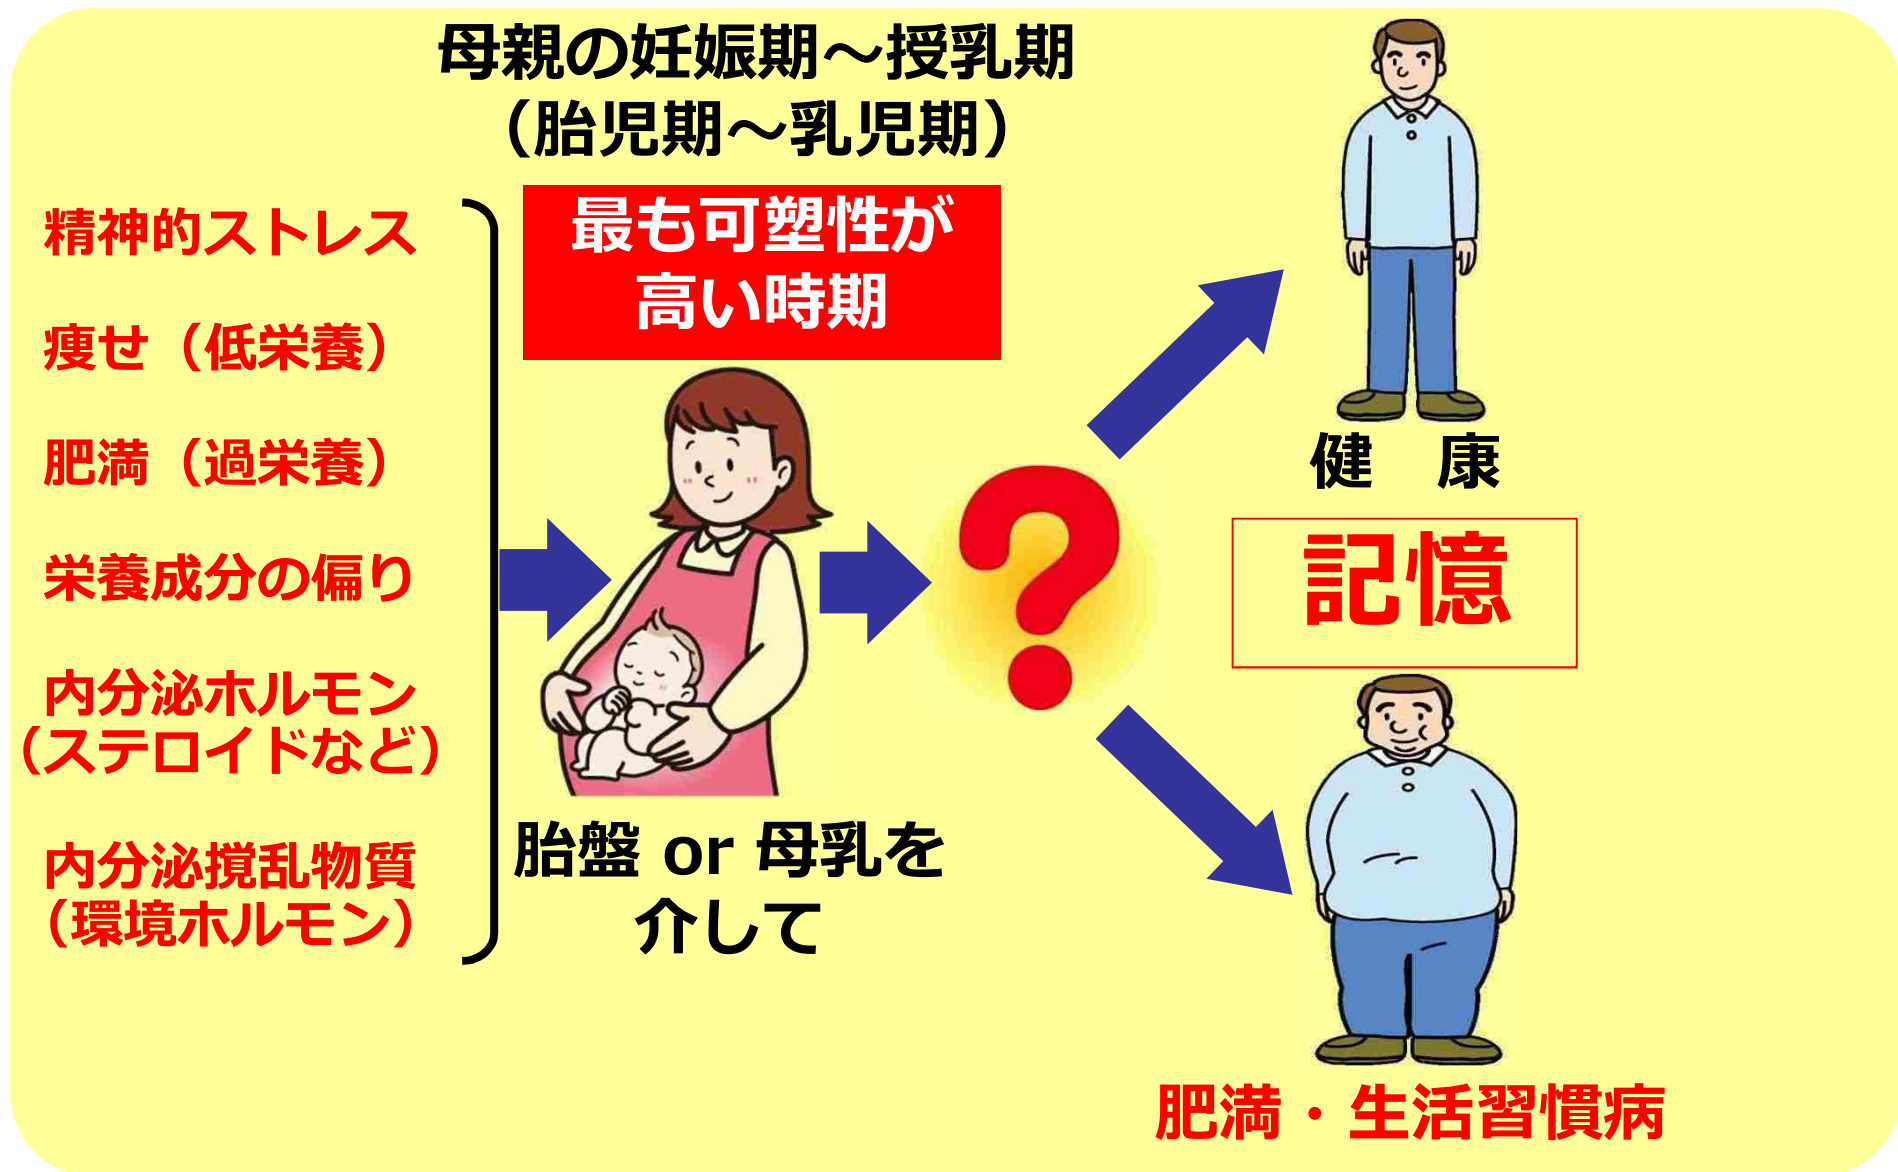 母親の妊娠期～授乳期
（胎児期～乳児期）
最も可塑性が
高い時期
精神的ストレス
痩せ（低栄養）
肥満（過栄養）
栄養成分の偏り
内分泌ホルモン
（ステロイドなど）
内分泌撹乱物質
（環境ホルモン）
胎盤 or 母乳を
介して
?
健　康
記憶
肥満・生活習慣病